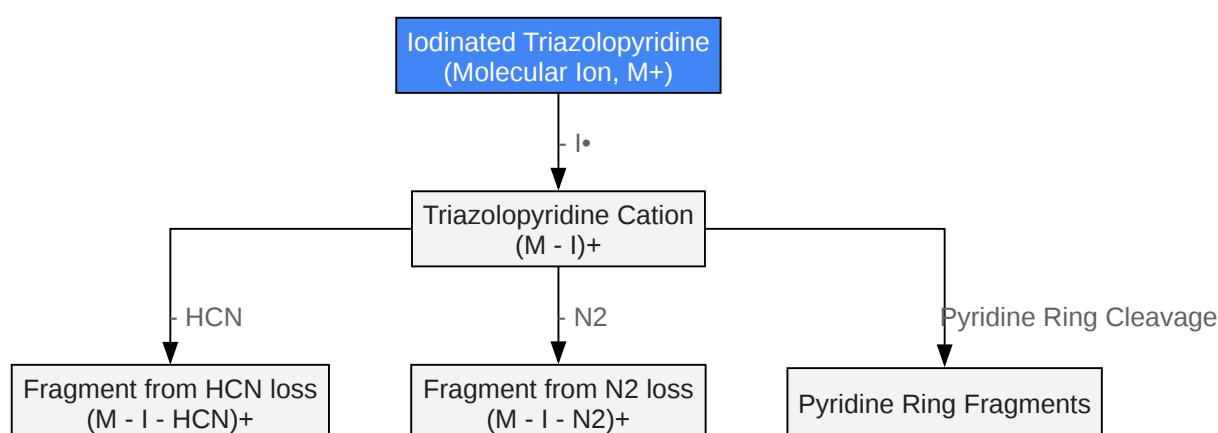 Iodinated Triazolopyridine
(Molecular Ion, M+)
- I•
Triazolopyridine Cation
(M - I)+
- HCN
- N2
Pyridine Ring Cleavage
Fragment from HCN loss
(M - I - HCN)+
Fragment from N2 loss
(M - I - N2)+
Pyridine Ring Fragments